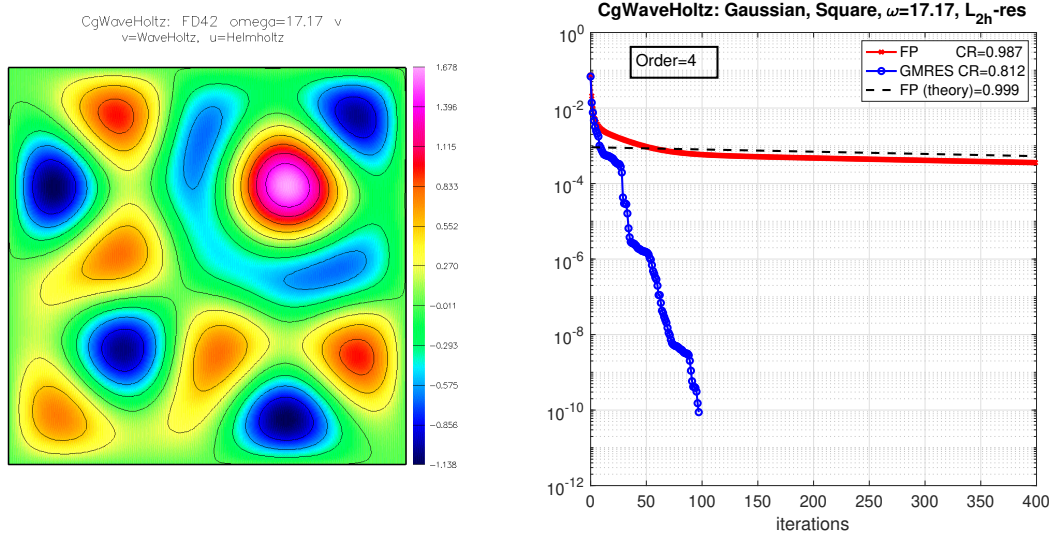 CgWaveHoltz: FD42 omega=17.17 v
v=WaveHoltz, u=Helmholtz
1.678
1.396
1.115
0.833
0.552
0.270
-0.011
-0.293
-0.575
-0.856
-1.138
CgWaveHoltz: Gaussian, Square, ω=17.17, L2h-res
Order=4
FP CR=0.987
GMRES CR=0.812
FP (theory)=0.999
10^0
10^-2
10^-4
10^-6
10^-8
10^-10
10^-12
0 50 100 150 200 250 300 350 400
iterations